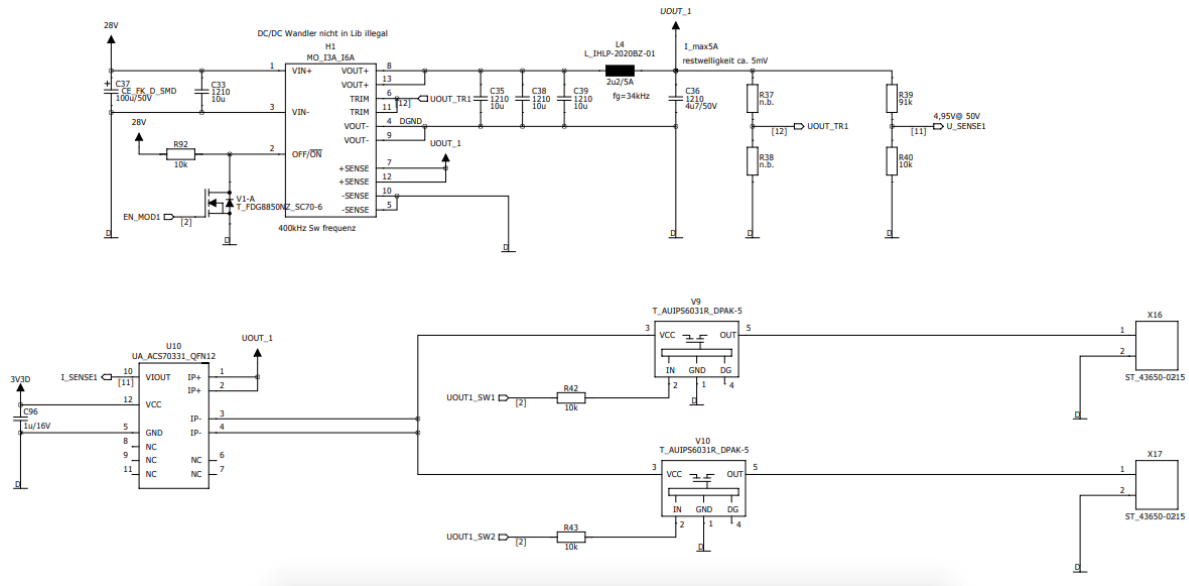 UOUT_1
28V
DC/DC Wandler nicht in Lib illegal
H1
MO_I3A_I6A
L4
L_IHLP-2020BZ-01
I_max5A
restwelligkeit ca. 5mV
2u2/5A
fg=34kHz
C37
CE_FK_D_SMD
100u/50V
C33
1210
10u
1 VIN+ VOUT+ 8
VOUT+ 13
TRIM 6
[12] UOUT_TR1
3 VIN- TRIM 11
VOUT- 4 DGND
VOUT- 9
C35
1210
10u
C38
1210
10u
C39
1210
10u
C36
1210
4u7/50V
R37
n.b.
R39
91k
[12] UOUT_TR1
4,95V@ 50V
[11] U_SENSE1
R38
n.b.
R40
10k
28V
R92
10k
2 OFF/ON
UOUT_1
+SENSE 7
+SENSE 12
-SENSE 10
-SENSE 5
V1-A
T_FDG8850NZ_SC70-6
EN_MOD1
[2]
400kHz Sw frequenz
D
D
D
D
D
D
U10
UA_ACS70331_QFN12
UOUT_1
3V3D
I_SENSE1
[11]
10 VIOUT IP+ 1
IP+ 2
12 VCC
C96
1u/16V
IP- 3
5 GND IP- 4
8 NC
9 NC NC 6
11 NC NC 7
D
V9
T_AUIPS6031R_DPAK-5
3 VCC OUT 5
IN GND DG
2 1 4
UOUT1_SW1
[2]
R42
10k
D
X16
1
2
ST_43650-0215
D
V10
T_AUIPS6031R_DPAK-5
3 VCC OUT 5
IN GND DG
2 1 4
UOUT1_SW2
[2]
R43
10k
D
X17
1
2
ST_43650-0215
D